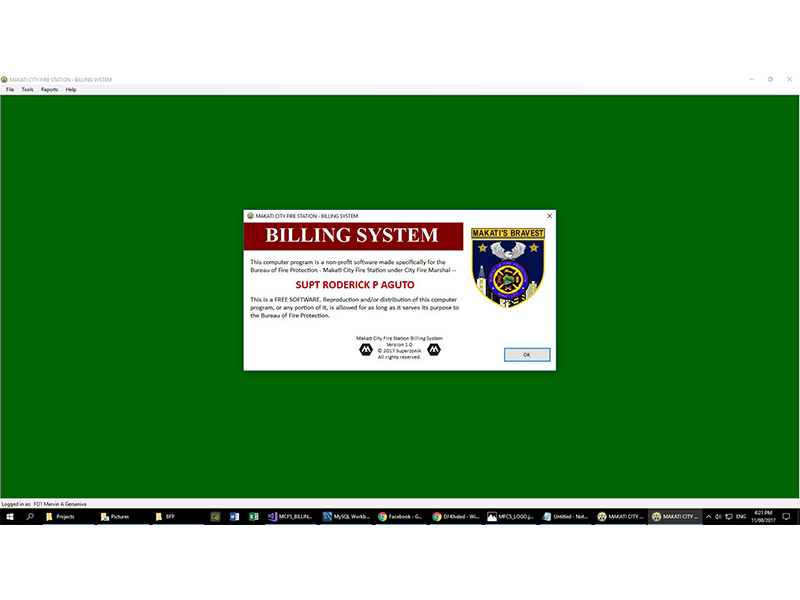 MAKATI CITY FIRE STATION - BILLING SYSTEM
File Tools Reports Help
MAKATI CITY FIRE STATION - BILLING SYSTEM
BILLING SYSTEM
MAKATI'S BRAVEST
This computer program is a non-profit software made specifically for the
Bureau of Fire Protection - Makati City Fire Station under City Fire Marshal --
SUPT RODERICK P AGUTO
This is a FREE SOFTWARE. Reproduction and/or distribution of this computer
program, or any portion of it, is allowed for as long as it serves its purpose to
the Bureau of Fire Protection.
Makati City Fire Station Billing System
Version 1.0
© 2017 Superzonik
All rights reserved.
OK
Logged in as: FO1 Marvin A Gersaniva
Projects Pictures BFP MCFS_BILLIN... MySQL Workb... Facebook - G... DJ Khaled - Wi... MFCS_LOGO.j... Untitled - Not... MAKATI CITY ... MAKATI CITY ... ENG 4:21 PM
11/08/2017